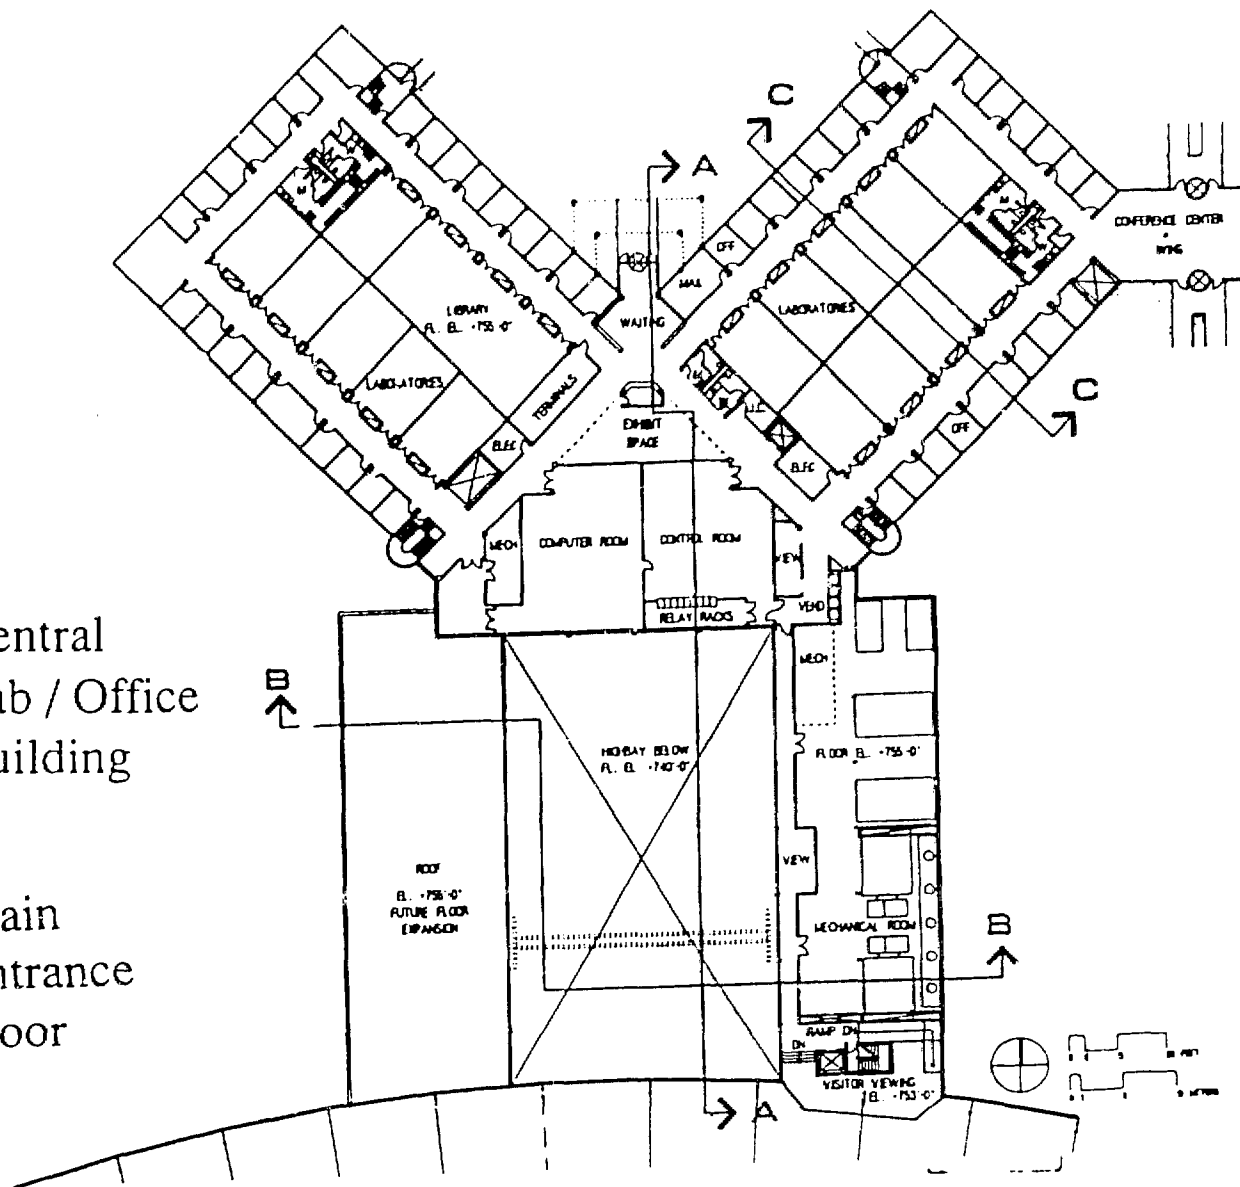 C
A
CONFERENCE CENTER
WING
OFF
MAIL
LIBRARY
FL. EL. +755'-0"
WAITING
LABORATORIES
LABORATORIES
TERMINALS
C
EXHIBIT
SPACE
OFF
ELEC
ELEC
MECH
COMPUTER ROOM
CONTROL ROOM
VIEW
VEND
RELAY RACKS
entral
ab / Office
uilding
MECH
B
HIGHBAY BELOW
FL. EL. +740'-0"
FLOOR EL. +755'-0"
VIEW
ROOF
EL. +755'-0"
FUTURE FLOOR
EXPANSION
ain
ntrance
oor
MECHANICAL ROOM
B
RAMP DN
DN
VISITOR VIEWING
EL. +753'-0"
A